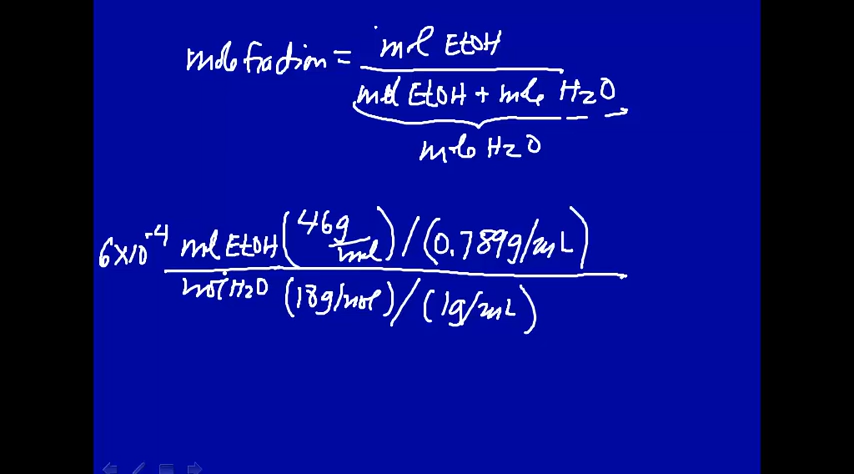 mole fraction = mol EtOH
mol EtOH + mole H2O
mole H2O
6×10^-4 mol EtOH (46g/mol) / (0.789g/mL)
mol H2O (18g/mol) / (1g/mL)